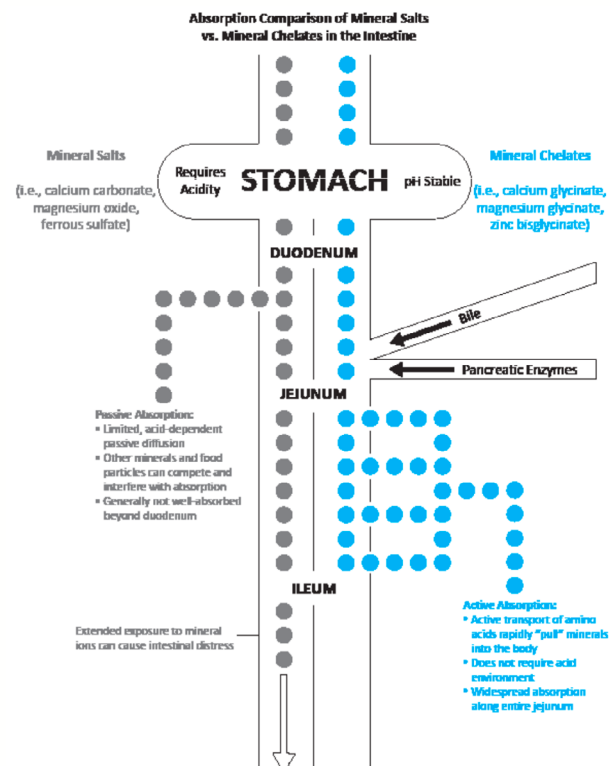 Absorption Comparison of Mineral Salts
vs. Mineral Chelates in the Intestine
Mineral Salts
(i.e., calcium carbonate,
magnesium oxide,
ferrous sulfate)
Requires
Acidity
STOMACH
pH Stable
Mineral Chelates
(i.e., calcium glycinate,
magnesium glycinate,
zinc bisglycinate)
DUODENUM
Bile
Pancreatic Enzymes
JEJUNUM
Passive Absorption:
▪ Limited, acid-dependent
passive diffusion
▪ Other minerals and food
particles can compete and
interfere with absorption
▪ Generally not well-absorbed
beyond duodenum
ILEUM
Extended exposure to mineral
ions can cause intestinal distress
Active Absorption:
▪ Active transport of amino
acids rapidly “pull” minerals
into the body
▪ Does not require acid
environment
▪ Widespread absorption
along entire jejunum